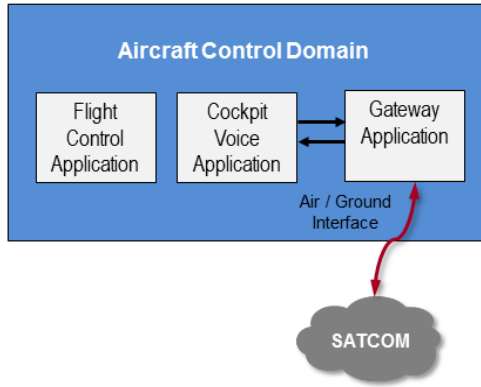 Aircraft Control Domain
Flight
Control
Application
Cockpit
Voice
Application
Gateway
Application
Air / Ground
Interface
SATCOM